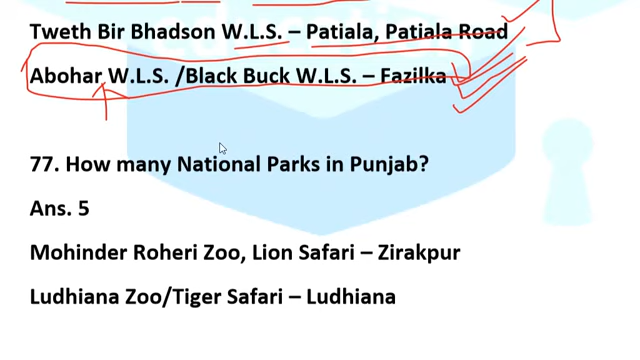 Tweth Bir Bhadson W.L.S. – Patiala, Patiala Road
Abohar W.L.S. /Black Buck W.L.S. – Fazilka
77. How many National Parks in Punjab?
Ans. 5
Mohinder Roheri Zoo, Lion Safari – Zirakpur
Ludhiana Zoo/Tiger Safari – Ludhiana